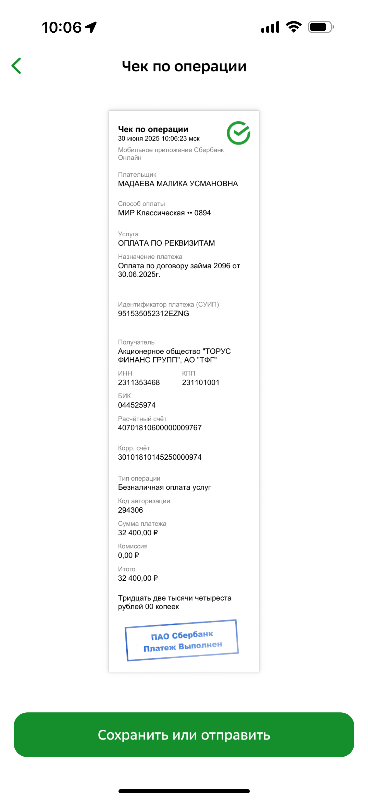 10:06
Чек по операции
Чек по операции
30 июня 2025 10:06:23 мск
Мобильное приложение Сбербанк
Онлайн
Плательщик
МАДАЕВА МАЛИКА УСМАНОВНА
Способ оплаты
МИР Классическая •• 0894
Услуга
ОПЛАТА ПО РЕКВИЗИТАМ
Назначение платежа
Оплата по договору займа 2096 от
30.06.2025г.
Идентификатор платежа (СУИП)
951535052312EZNG
Получатель
Акционерное общество "ТОРУС
ФИНАНС ГРУПП", АО "ТФГ"
ИНН КПП
2311353468 231101001
БИК
044525974
Расчётный счёт
40701810600000009767
Корр. счёт
30101810145250000974
Тип операции
Безналичная оплата услуг
Код авторизации
294306
Сумма платежа
32 400,00 ₽
Комиссия
0,00 ₽
Итого
32 400,00 ₽
Тридцать две тысячи четыреста
рублей 00 копеек
ПАО Сбербанк
Платеж Выполнен
Сохранить или отправить